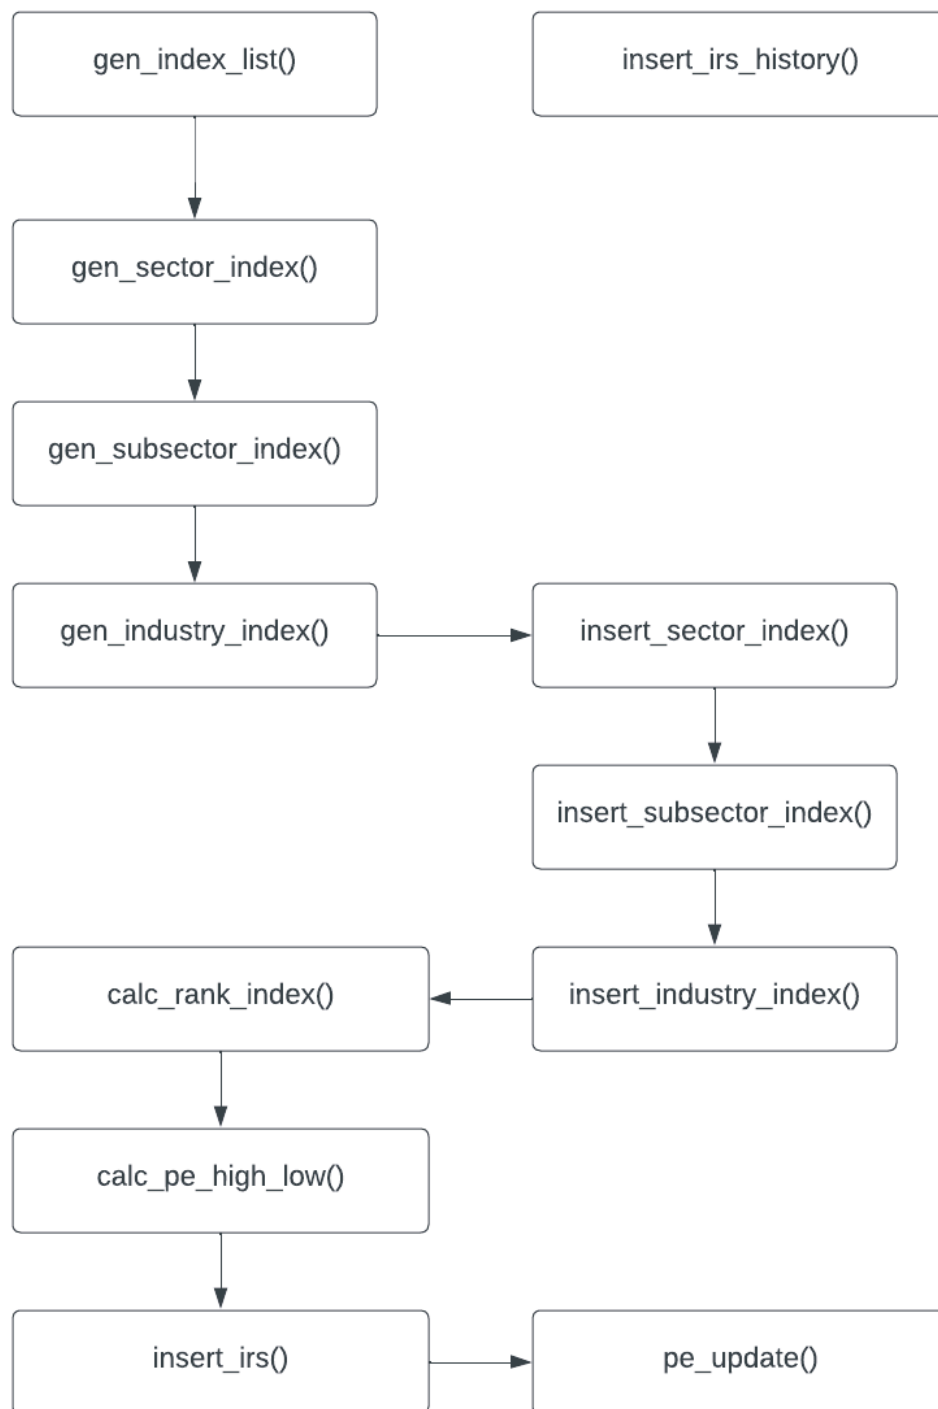 gen_index_list()
insert_irs_history()
gen_sector_index()
gen_subsector_index()
gen_industry_index()
insert_sector_index()
insert_subsector_index()
calc_rank_index()
insert_industry_index()
calc_pe_high_low()
insert_irs()
pe_update()